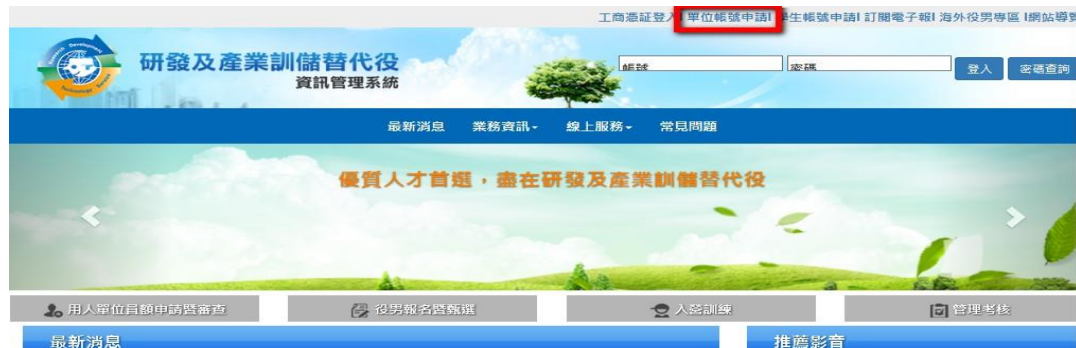 工商憑証登入| 單位帳號申請| 學生帳號申請| 訂閱電子報| 海外役男專區 |網站導覽
研發及產業訓儲替代役
資訊管理系統
帳號 密碼 登入 密碼查詢
最新消息 業務資訊 線上服務 常見問題
優質人才首選,盡在研發及產業訓儲替代役
用人單位員額申請暨審查 役男報名暨甄選 入營訓練 管理考核
最新消息 推薦影音